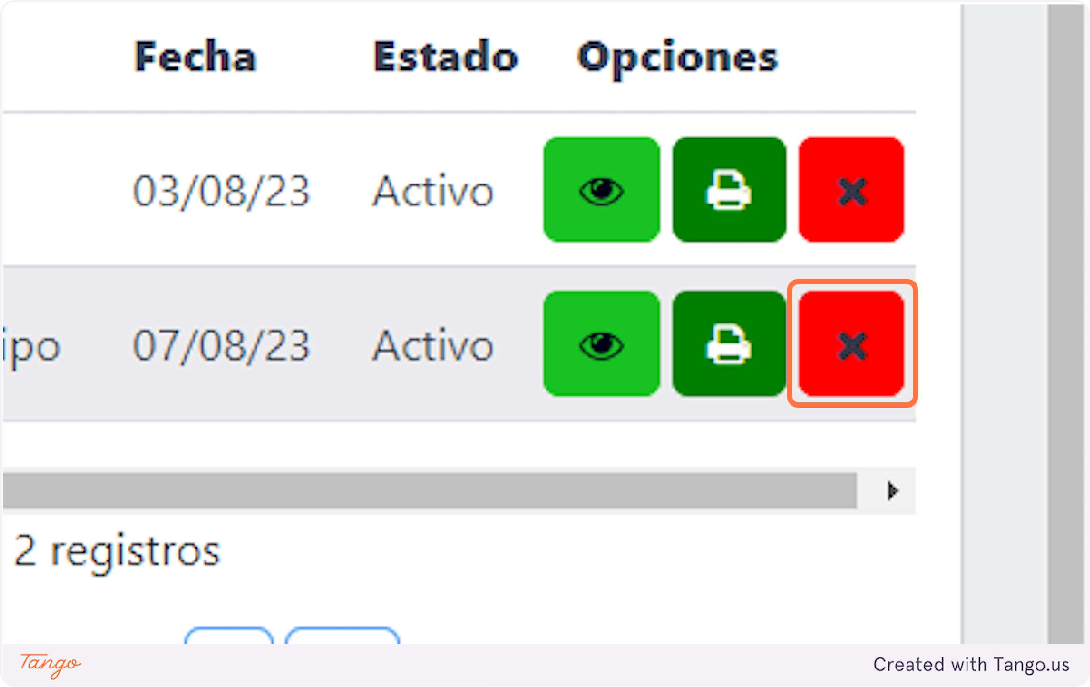 Fecha Estado Opciones
03/08/23 Activo
ipo 07/08/23 Activo
2 registros
Tango Created with Tango.us